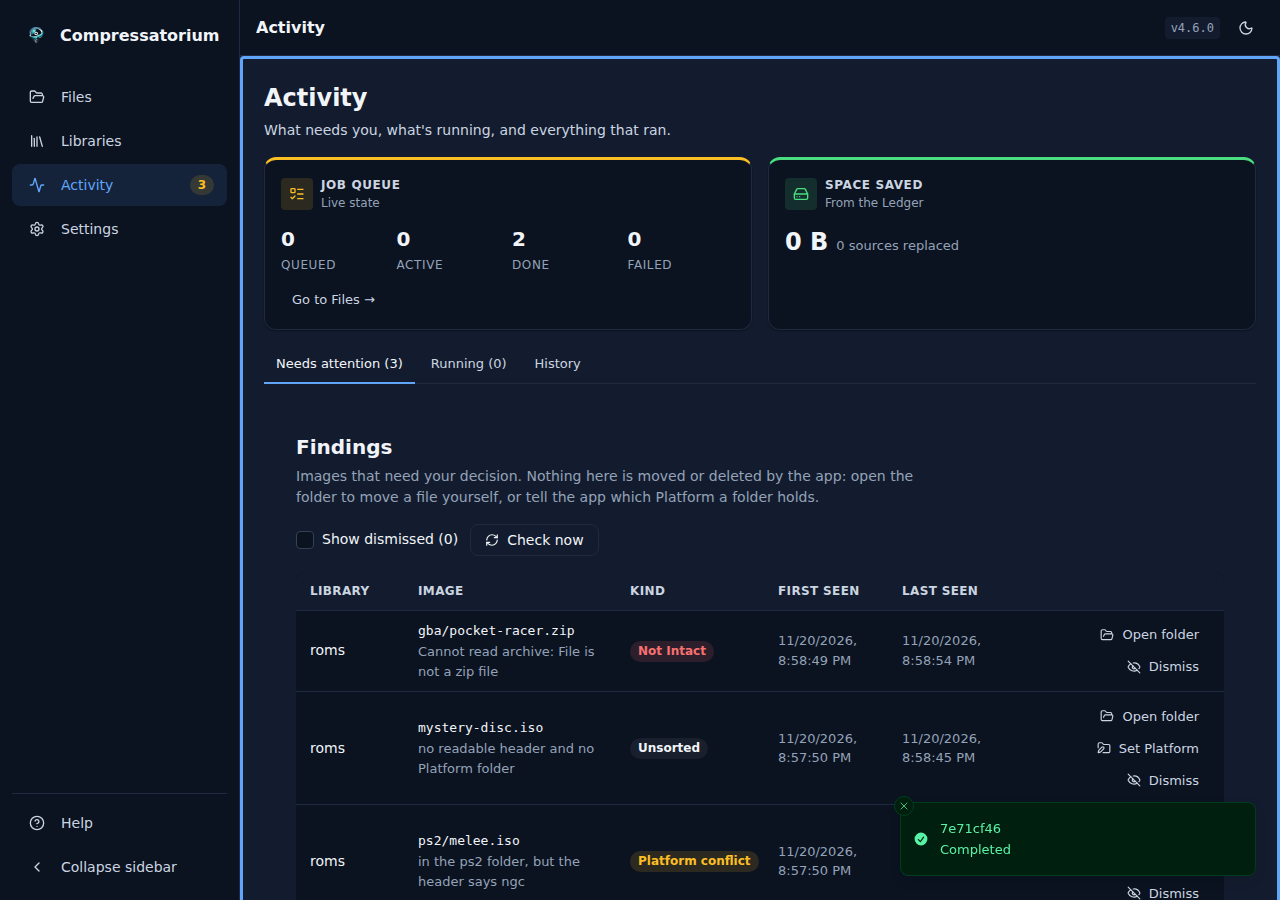 Compressatorium
Activity
v4.6.0
Files
Libraries
Activity
3
Settings
Help
Collapse sidebar
Activity
What needs you, what's running, and everything that ran.
JOB QUEUE
Live state
0
0
2
0
QUEUED
ACTIVE
DONE
FAILED
Go to Files →
SPACE SAVED
From the Ledger
0 B 0 sources replaced
Needs attention (3)
Running (0)
History
Findings
Images that need your decision. Nothing here is moved or deleted by the app: open the
folder to move a file yourself, or tell the app which Platform a folder holds.
Show dismissed (0)
Check now
LIBRARY
IMAGE
KIND
FIRST SEEN
LAST SEEN
roms
gba/pocket-racer.zip
Cannot read archive: File is
not a zip file
Not Intact
11/20/2026,
8:58:49 PM
11/20/2026,
8:58:54 PM
Open folder
Dismiss
roms
mystery-disc.iso
no readable header and no
Platform folder
Unsorted
11/20/2026,
8:57:50 PM
11/20/2026,
8:58:45 PM
Open folder
Set Platform
Dismiss
roms
ps2/melee.iso
in the ps2 folder, but the
header says ngc
Platform conflict
11/20/2026,
8:57:50 PM
Dismiss
7e71cf46
Completed